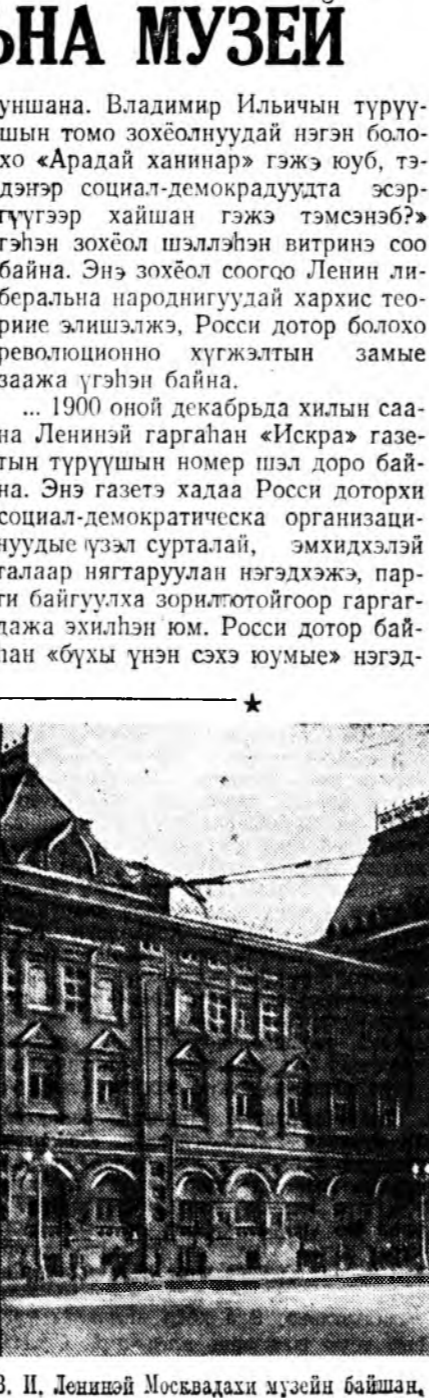 ЬНА МУЗЕЙ
уншана. Владимир Ильичын түрүү-
шын томо зохёолнуудай нэгэн боло-
хо «Арадай ханинар» гэжэ юуб, тэ-
дэнэр социал-демокрадуудта эсэр-
гүүгээр хайшан гэжэ тэмсэнэб?»
гэһэн зохёол шэллэһэн витринэ соо
байна. Энэ зохёол соогоо Ленин ли-
беральна народнигуудай хархис тео-
риие элишэлжэ, Росси дотор болохо
революционно хүгжэлтын замые
заажа үгэһэн байна.
... 1900 оной декабрьда хилын саа-
на Ленинэй гаргаһан «Искра» газе-
тын түрүүшын номер шэл доро бай-
на. Энэ газетэ хадаа Росси доторхи
социал-демократическа организаци-
нуудые үзэл сурталай, эмхидхэлэй
талаар нягтаруулан нэгэдхэжэ, пар-
ти байгуулха зорилготойгоор гаргаг-
дажа эхилһэн юм. Росси дотор бай-
һан «бүхы үнэн сэхэ юумые» нэгэд-
В. И. Ленинэй Москвадахи музейн байшан.